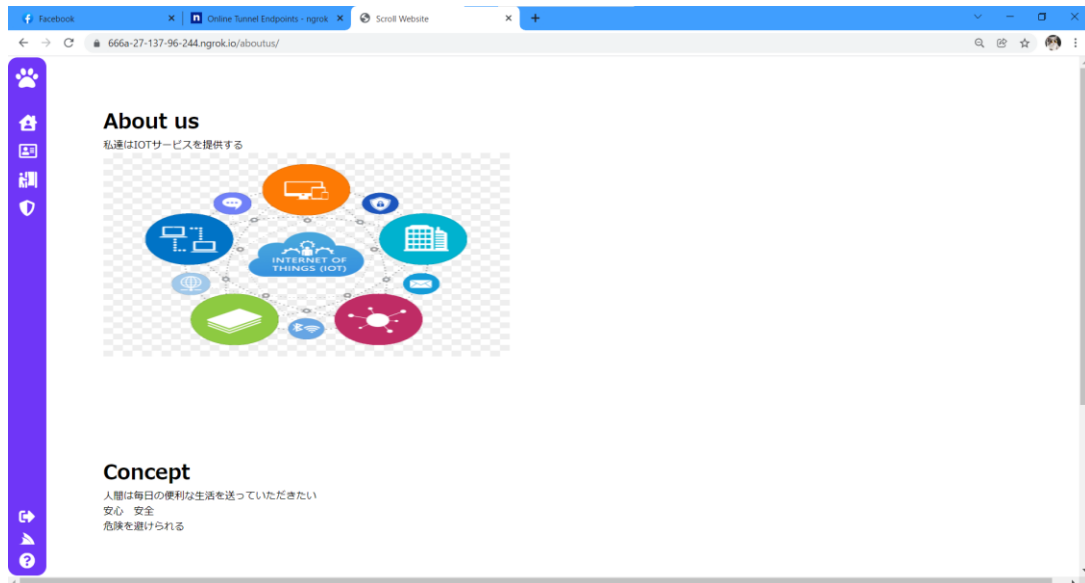 Facebook
Online Tunnel Endpoints - ngrok
Scroll Website
666a-27-137-96-244.ngrok.io/aboutus/
About us
私達はIOTサービスを提供する
INTERNET OF
THINGS (IOT)
Concept
人間は毎日の便利な生活を送っていただきたい
安心　安全
危険を避けられる